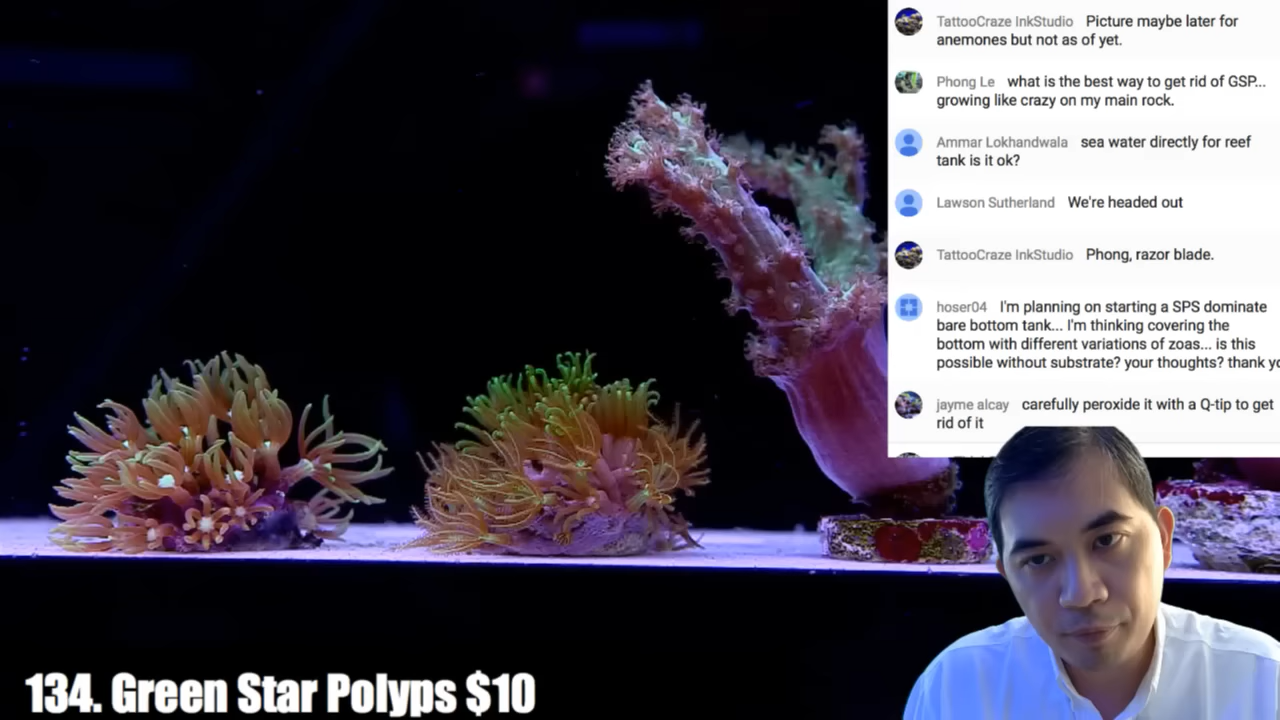 TattooCraze InkStudio Picture maybe later for
anemones but not as of yet.
Phong Le what is the best way to get rid of GSP...
growing like crazy on my main rock.
Ammar Lokhandwala sea water directly for reef
tank is it ok?
Lawson Sutherland We're headed out
TattooCraze InkStudio Phong, razor blade.
hoser04 I'm planning on starting a SPS dominate
bare bottom tank... I'm thinking covering the
bottom with different variations of zoas... is this
possible without substrate? your thoughts? thank
jayme alcay carefully peroxide it with a Q-tip to get
rid of it
134. Green Star Polyps $10